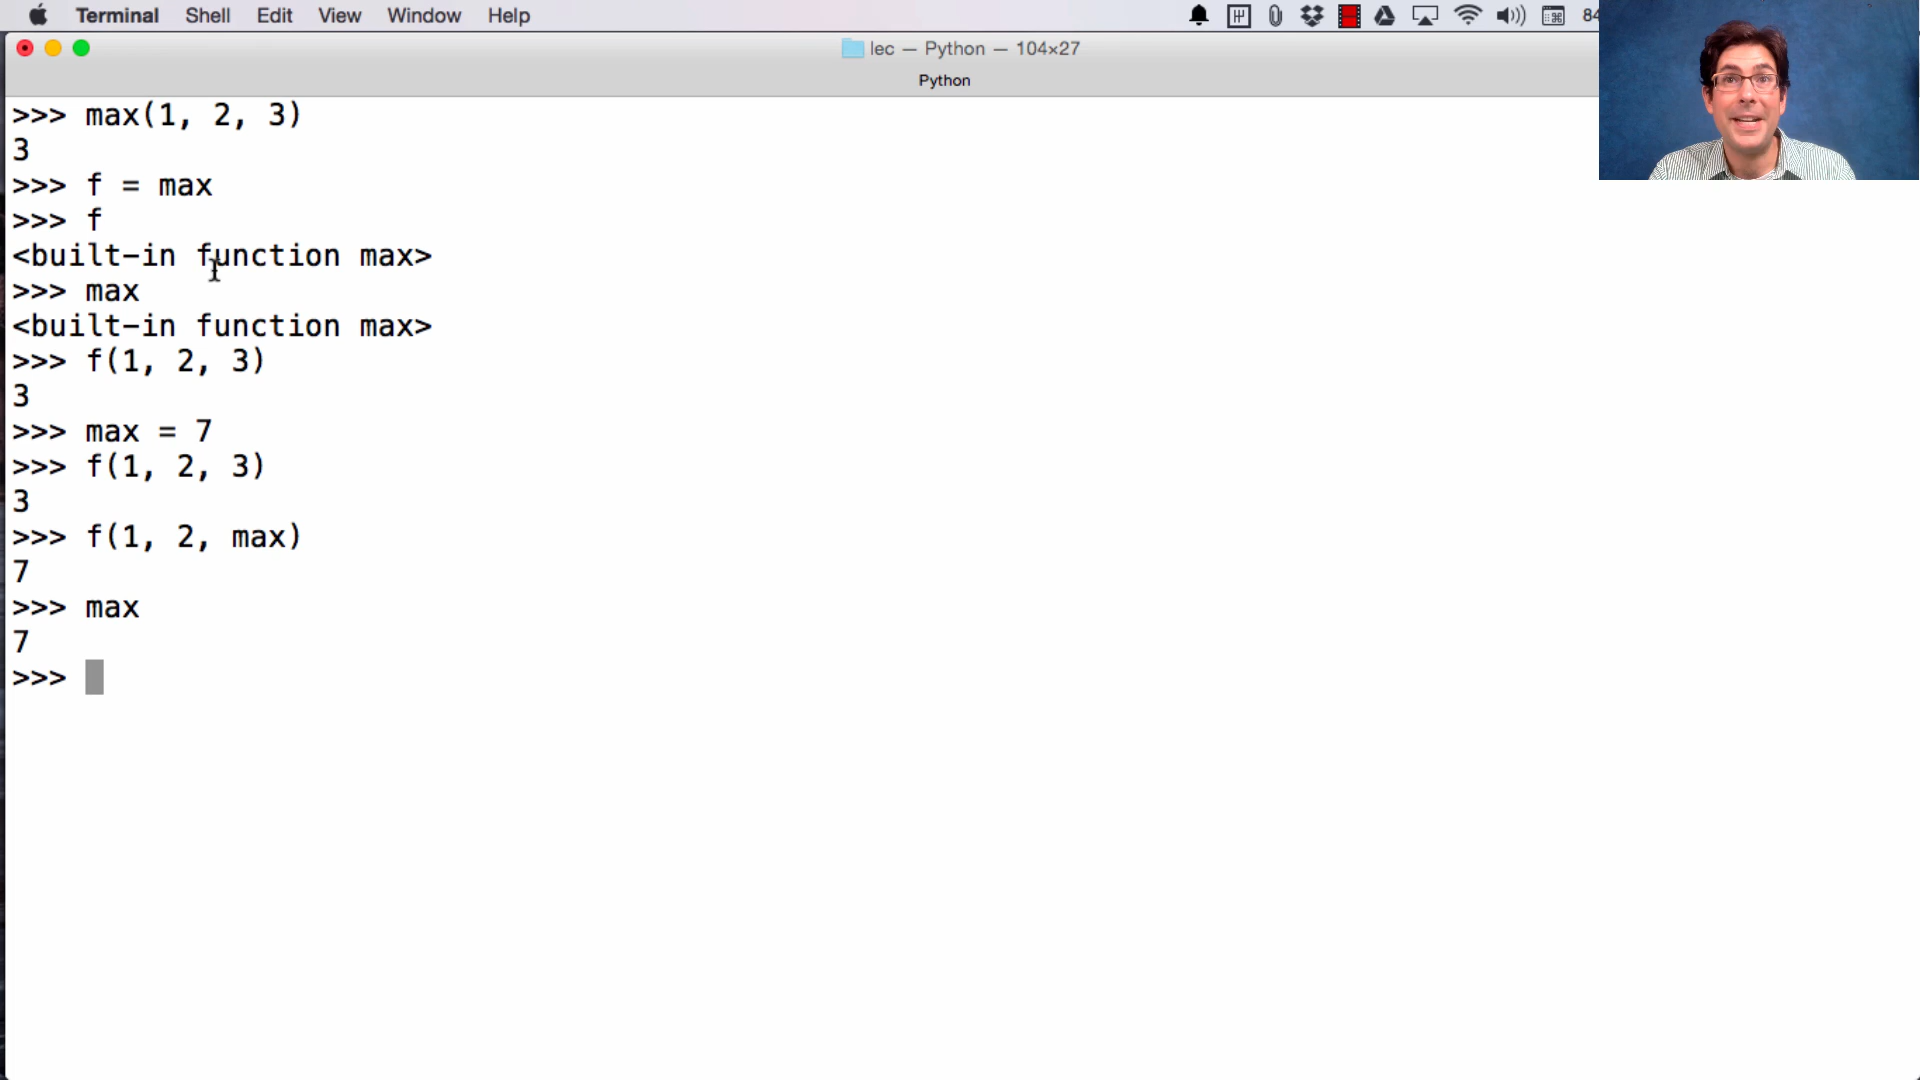 Terminal Shell Edit View Window Help 84
lec — Python — 104×27
Python
>>> max(1, 2, 3)
3
>>> f = max
>>> f
<built-in function max>
>>> max
<built-in function max>
>>> f(1, 2, 3)
3
>>> max = 7
>>> f(1, 2, 3)
3
>>> f(1, 2, max)
7
>>> max
7
>>>